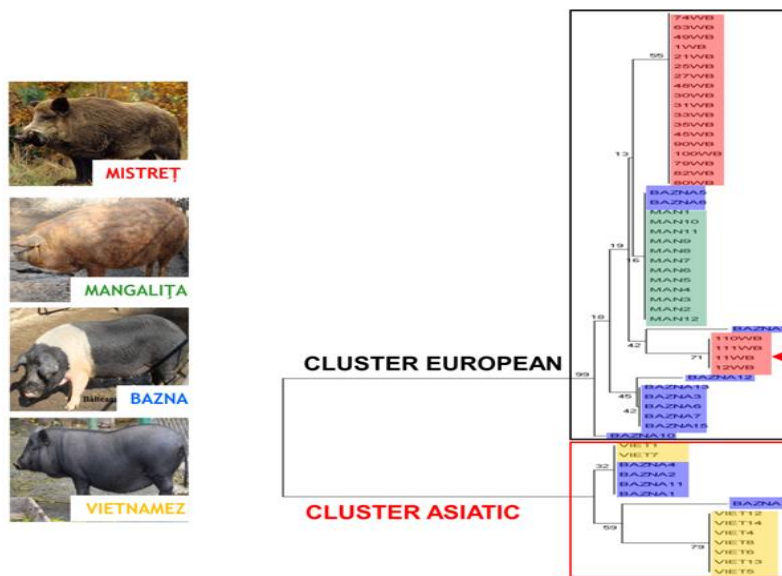 MISTREȚ
MANGALIȚA
BAZNA
VIETNAMEZ
CLUSTER EUROPEAN
CLUSTER ASIATIC
99
18
19
13
55
16
42
71
45
42
32
59
79
74WB
63WB
49WB
1WB
21WB
25WB
27WB
48WB
30WB
31WB
33WB
35WB
45WB
90WB
100WB
79WB
82WB
80WB
BAZNA5
MAN1
MAN10
MAN11
MAN9
MAN8
MAN7
MAN6
MAN5
MAN4
MAN3
MAN2
MAN12
BAZNA
110WB
111WB
11WB
12WB
BAZNA12
BAZNA13
BAZNA3
BAZNA6
BAZNA7
BAZNA15
BAZNA10
VIET1
VIET7
BAZNA4
BAZNA2
BAZNA11
BAZNA1
BAZNA
VIET12
VIET14
VIET4
VIET8
VIET6
VIET13
VIET5